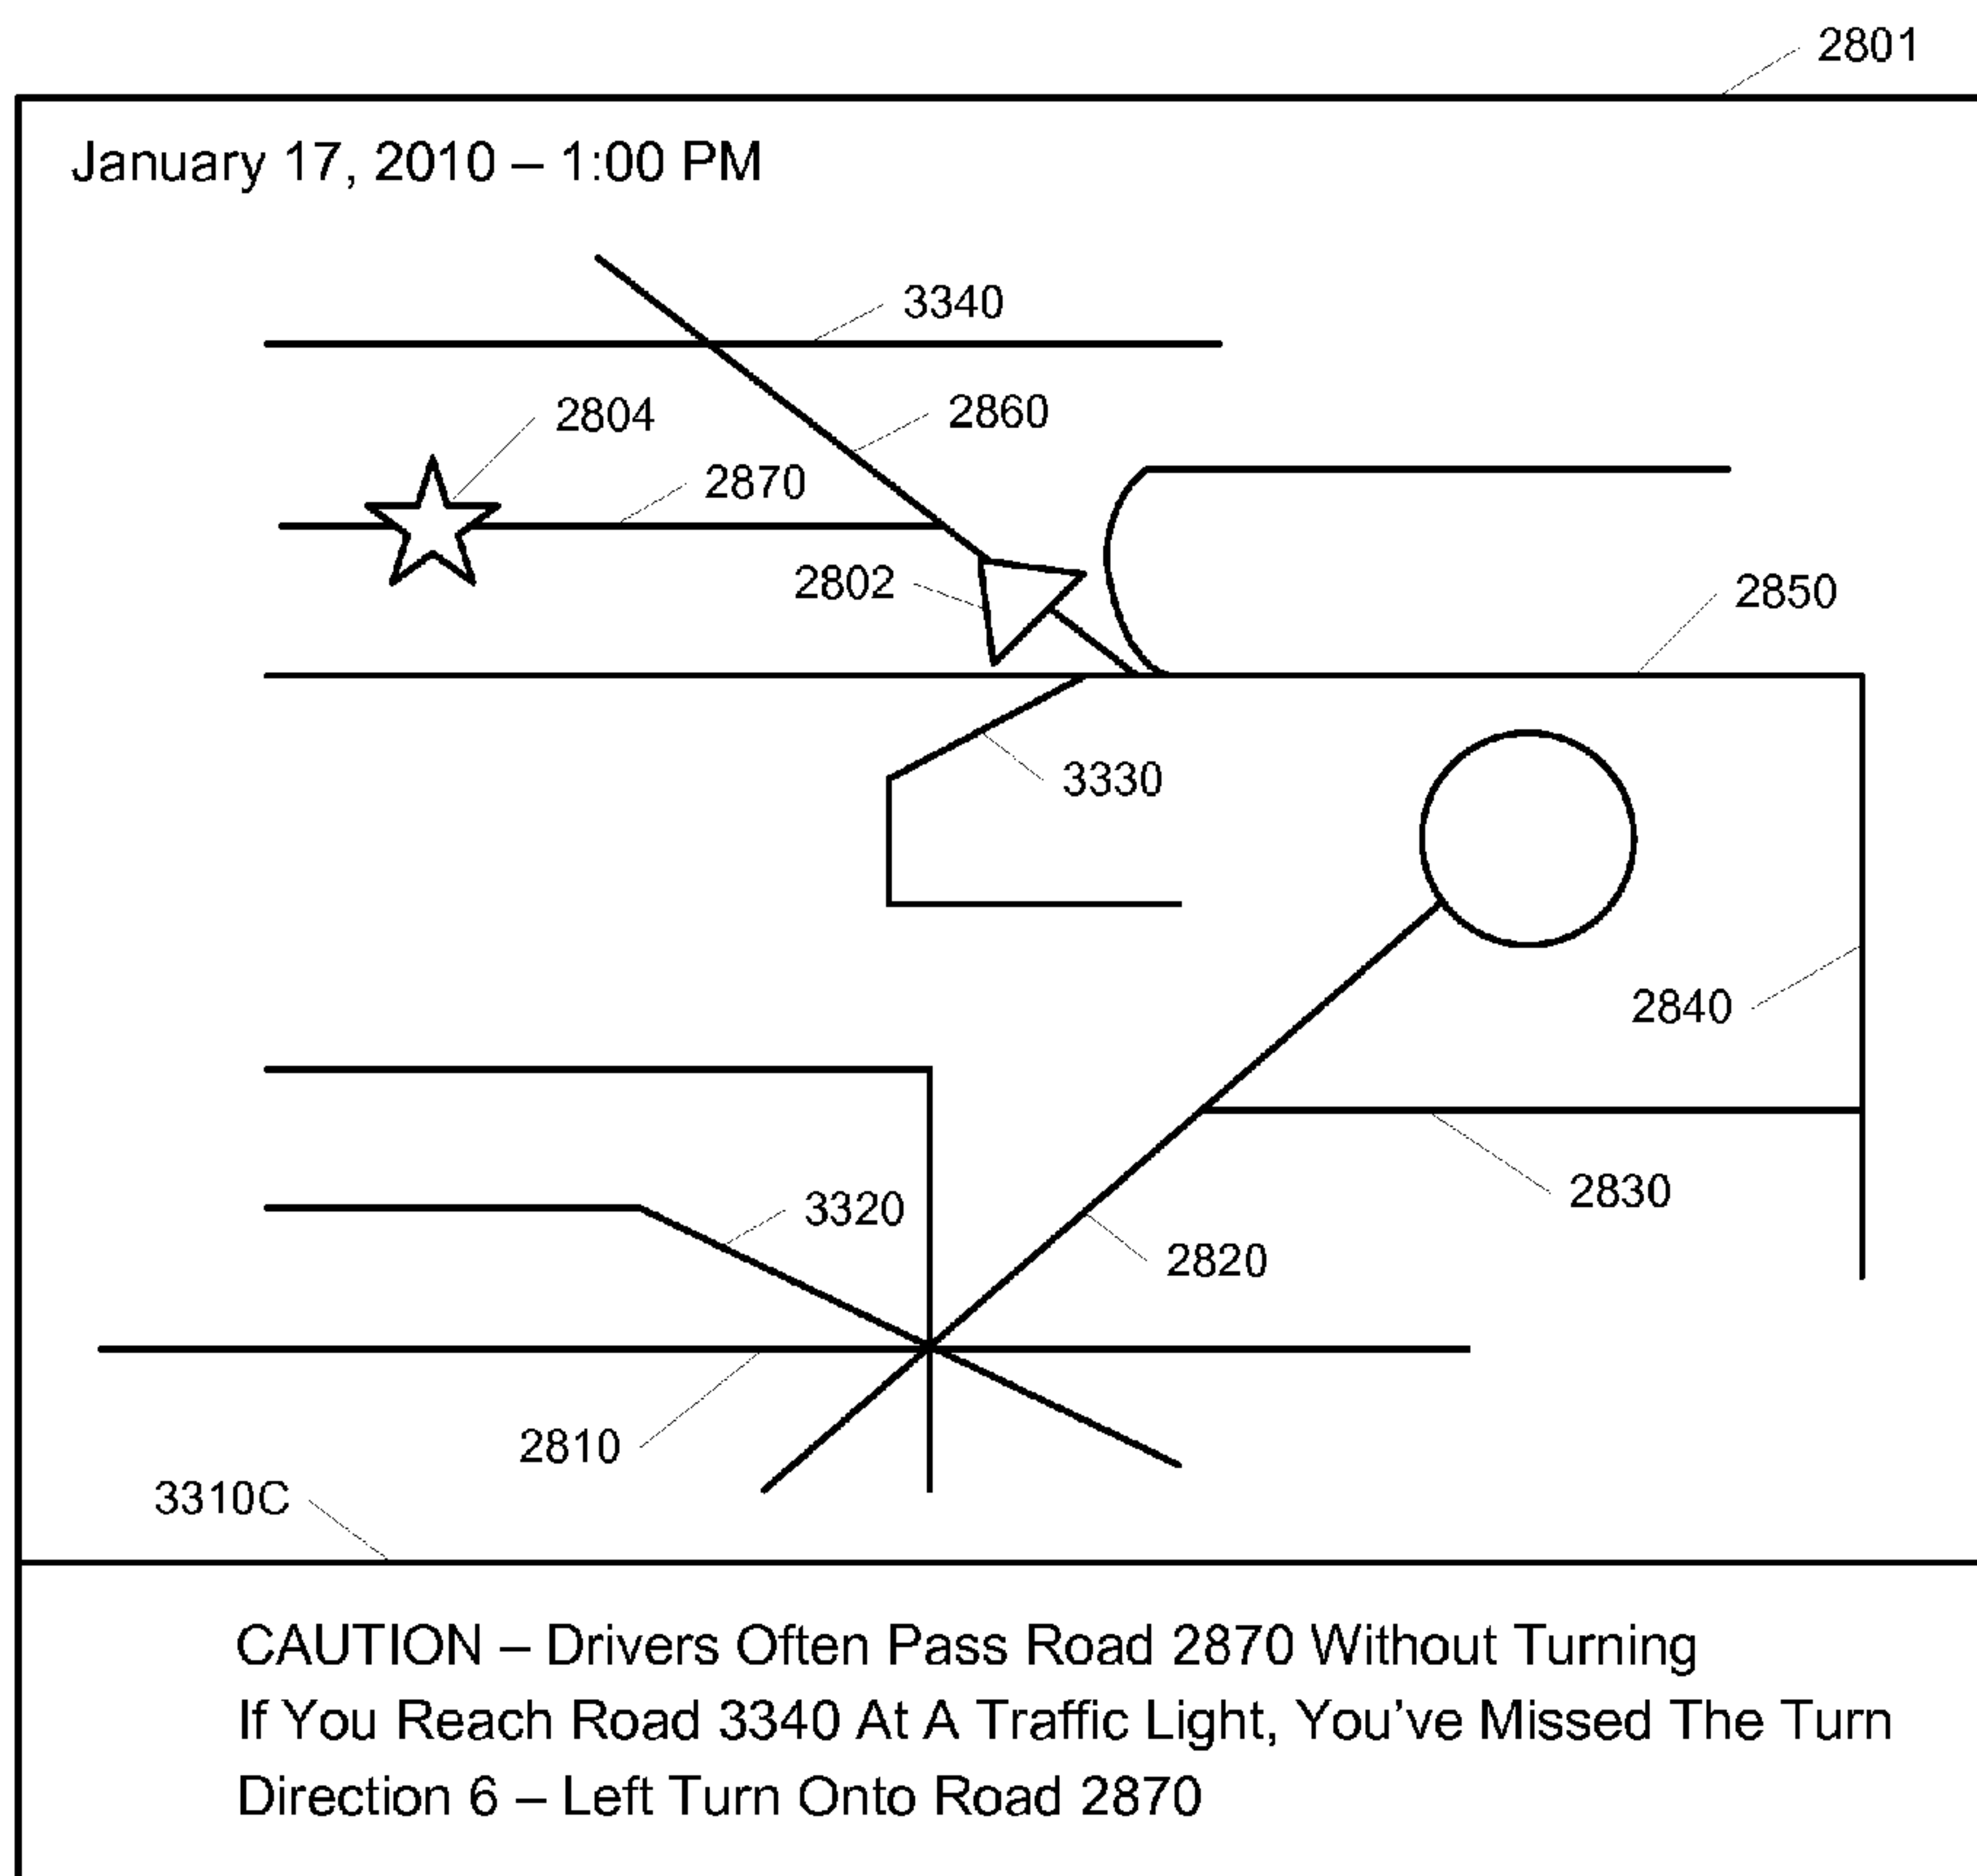 2801
January 17, 2010 – 1:00 PM
3340
2804
2860
2870
2802
2850
3330
2840
2830
3320
2820
2810
3310C
CAUTION – Drivers Often Pass Road 2870 Without Turning
If You Reach Road 3340 At A Traffic Light, You've Missed The Turn
Direction 6 – Left Turn Onto Road 2870